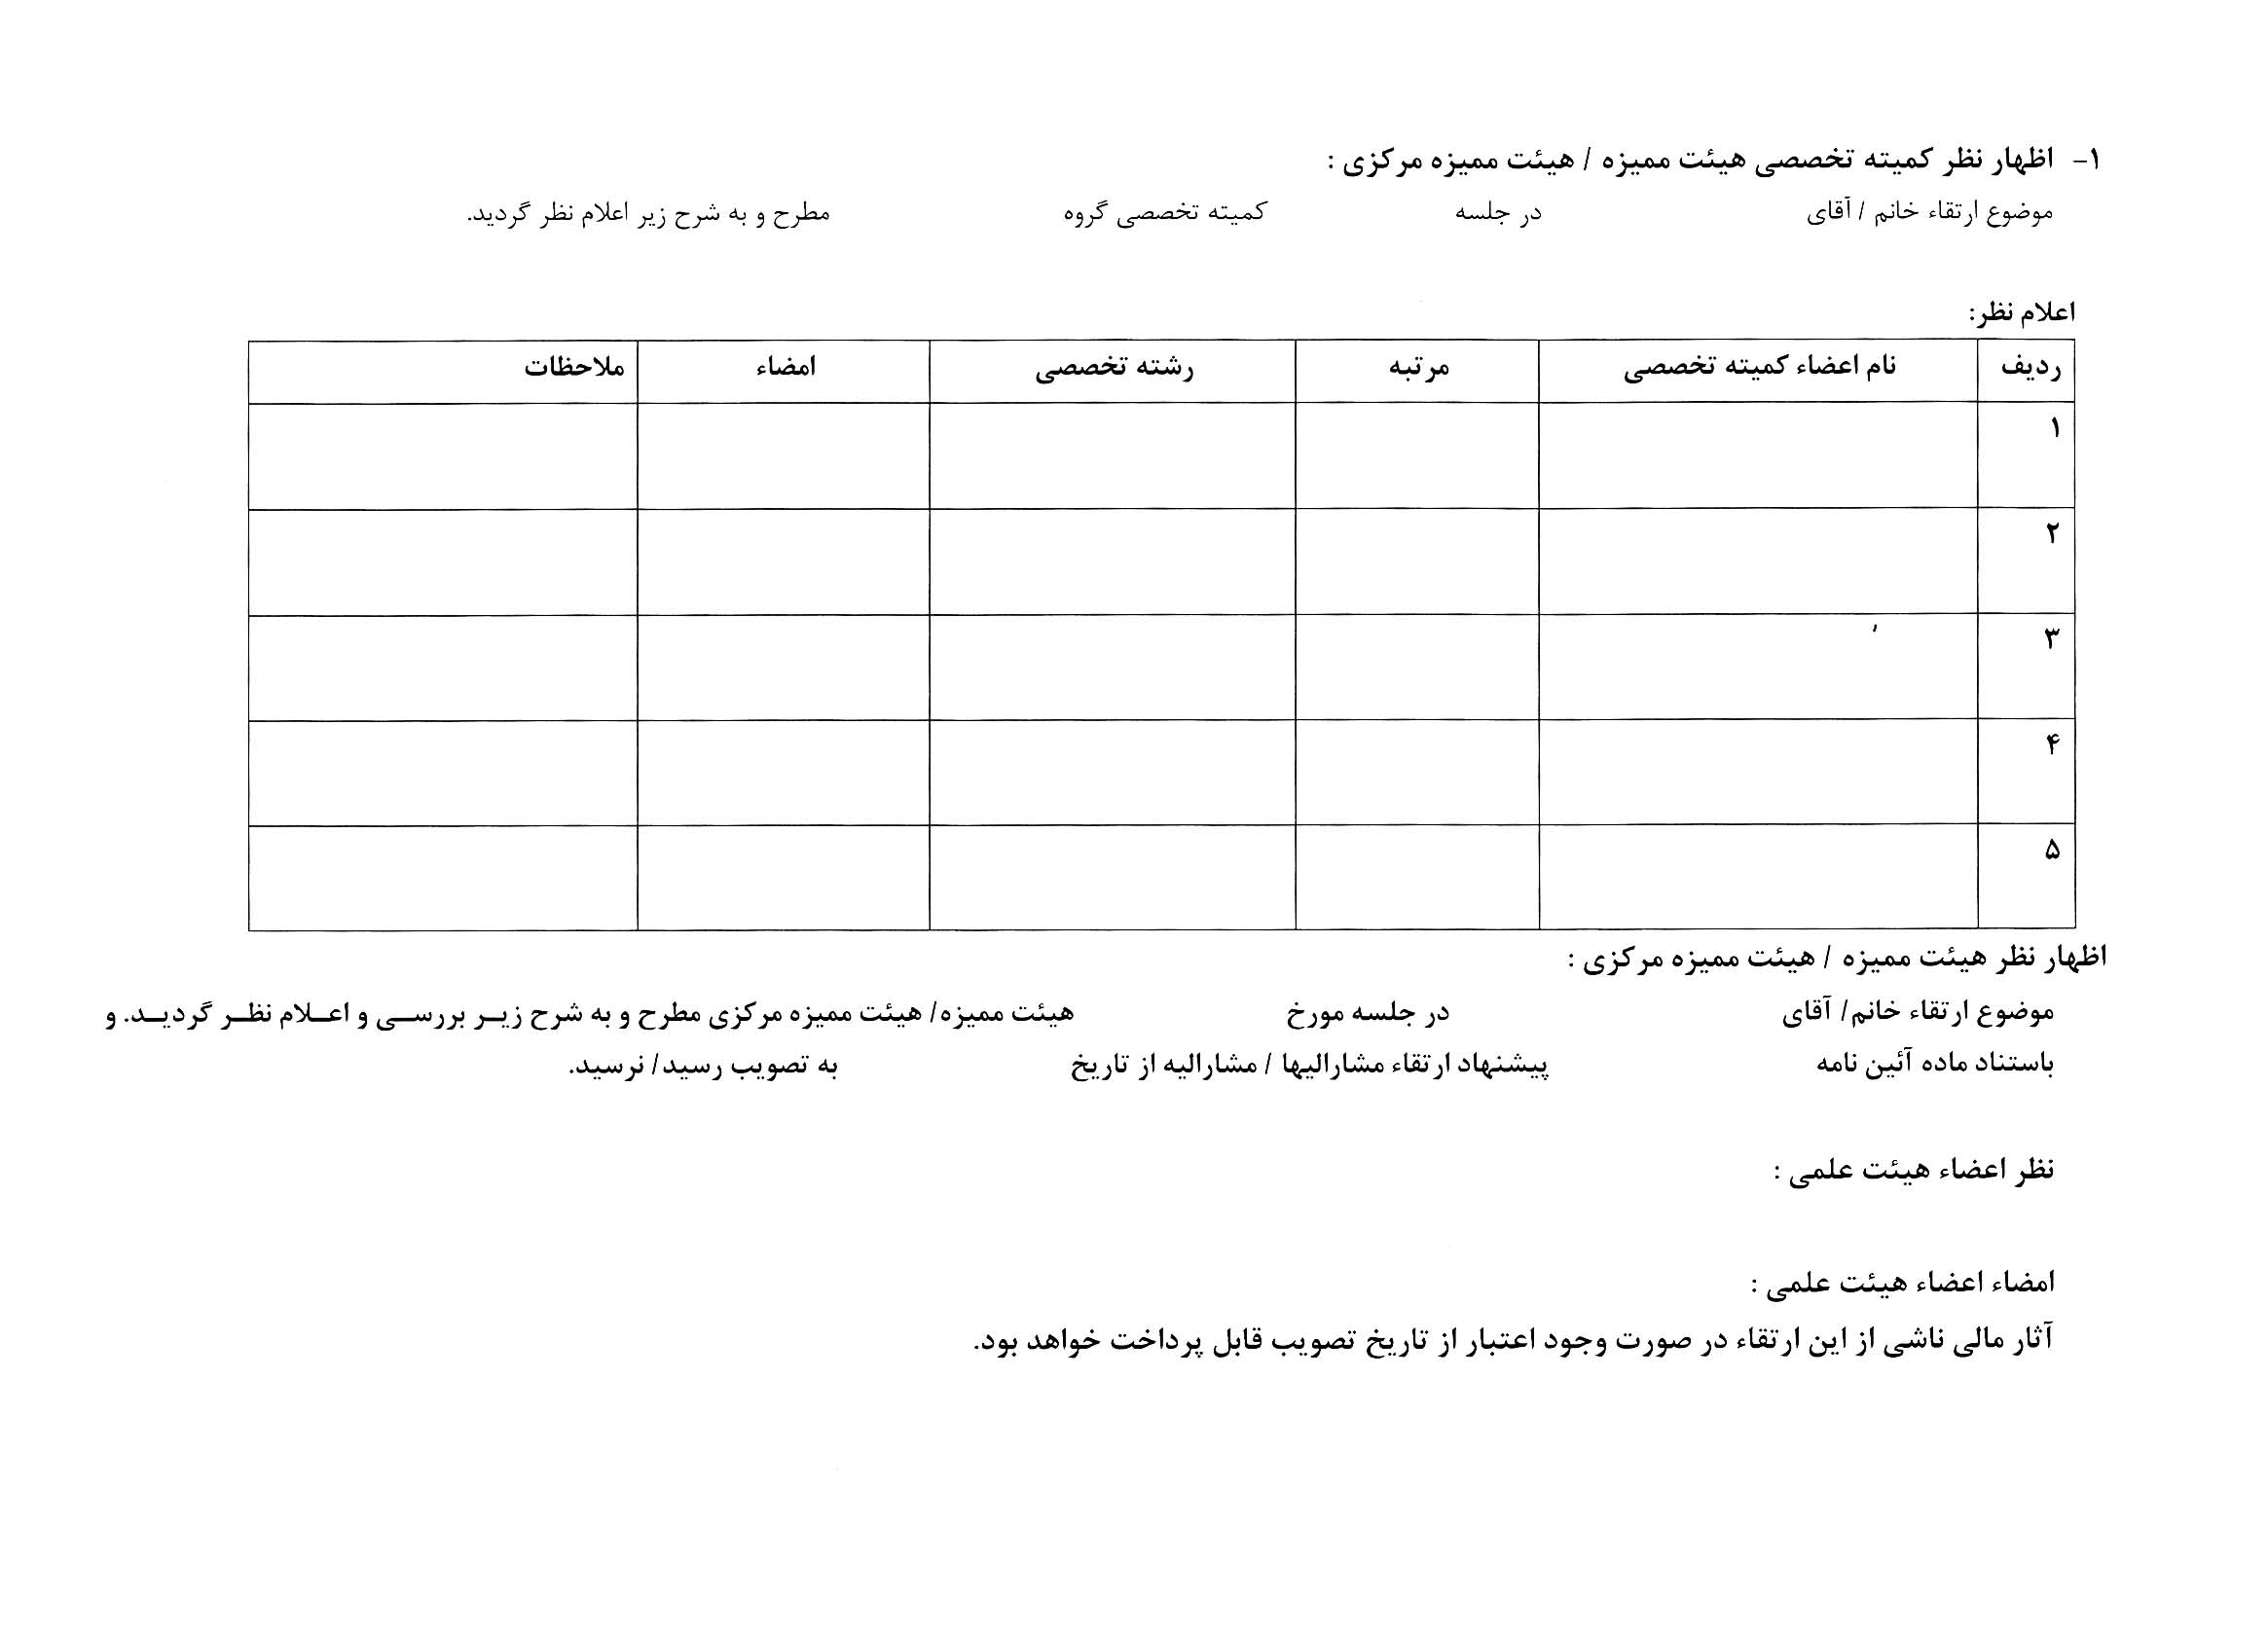 ۱- اظهار نظر کمیته تخصصی هیئت ممیزه / هیئت ممیزه مرکزی :
موضوع ارتقاء خانم / آقای در جلسه کمیته تخصصی گروه مطرح و به شرح زیر اعلام نظر گردید.
اعلام نظر:
ردیف نام اعضاء کمیته تخصصی مرتبه رشته تخصصی امضاء ملاحظات
۱
۲
۳
۴
۵
اظهار نظر هیئت ممیزه / هیئت ممیزه مرکزی :
موضوع ارتقاء خانم/ آقای در جلسه مورخ هیئت ممیزه/ هیئت ممیزه مرکزی مطرح و به شرح زیر بررسی و اعلام نظر گردید. و
باستناد ماده آئین نامه پیشنهاد ارتقاء مشارالیها / مشارالیه از تاریخ به تصویب رسید/ نرسید.
نظر اعضاء هیئت علمی :
امضاء اعضاء هیئت علمی :
آثار مالی ناشی از این ارتقاء در صورت وجود اعتبار از تاریخ تصویب قابل پرداخت خواهد بود.